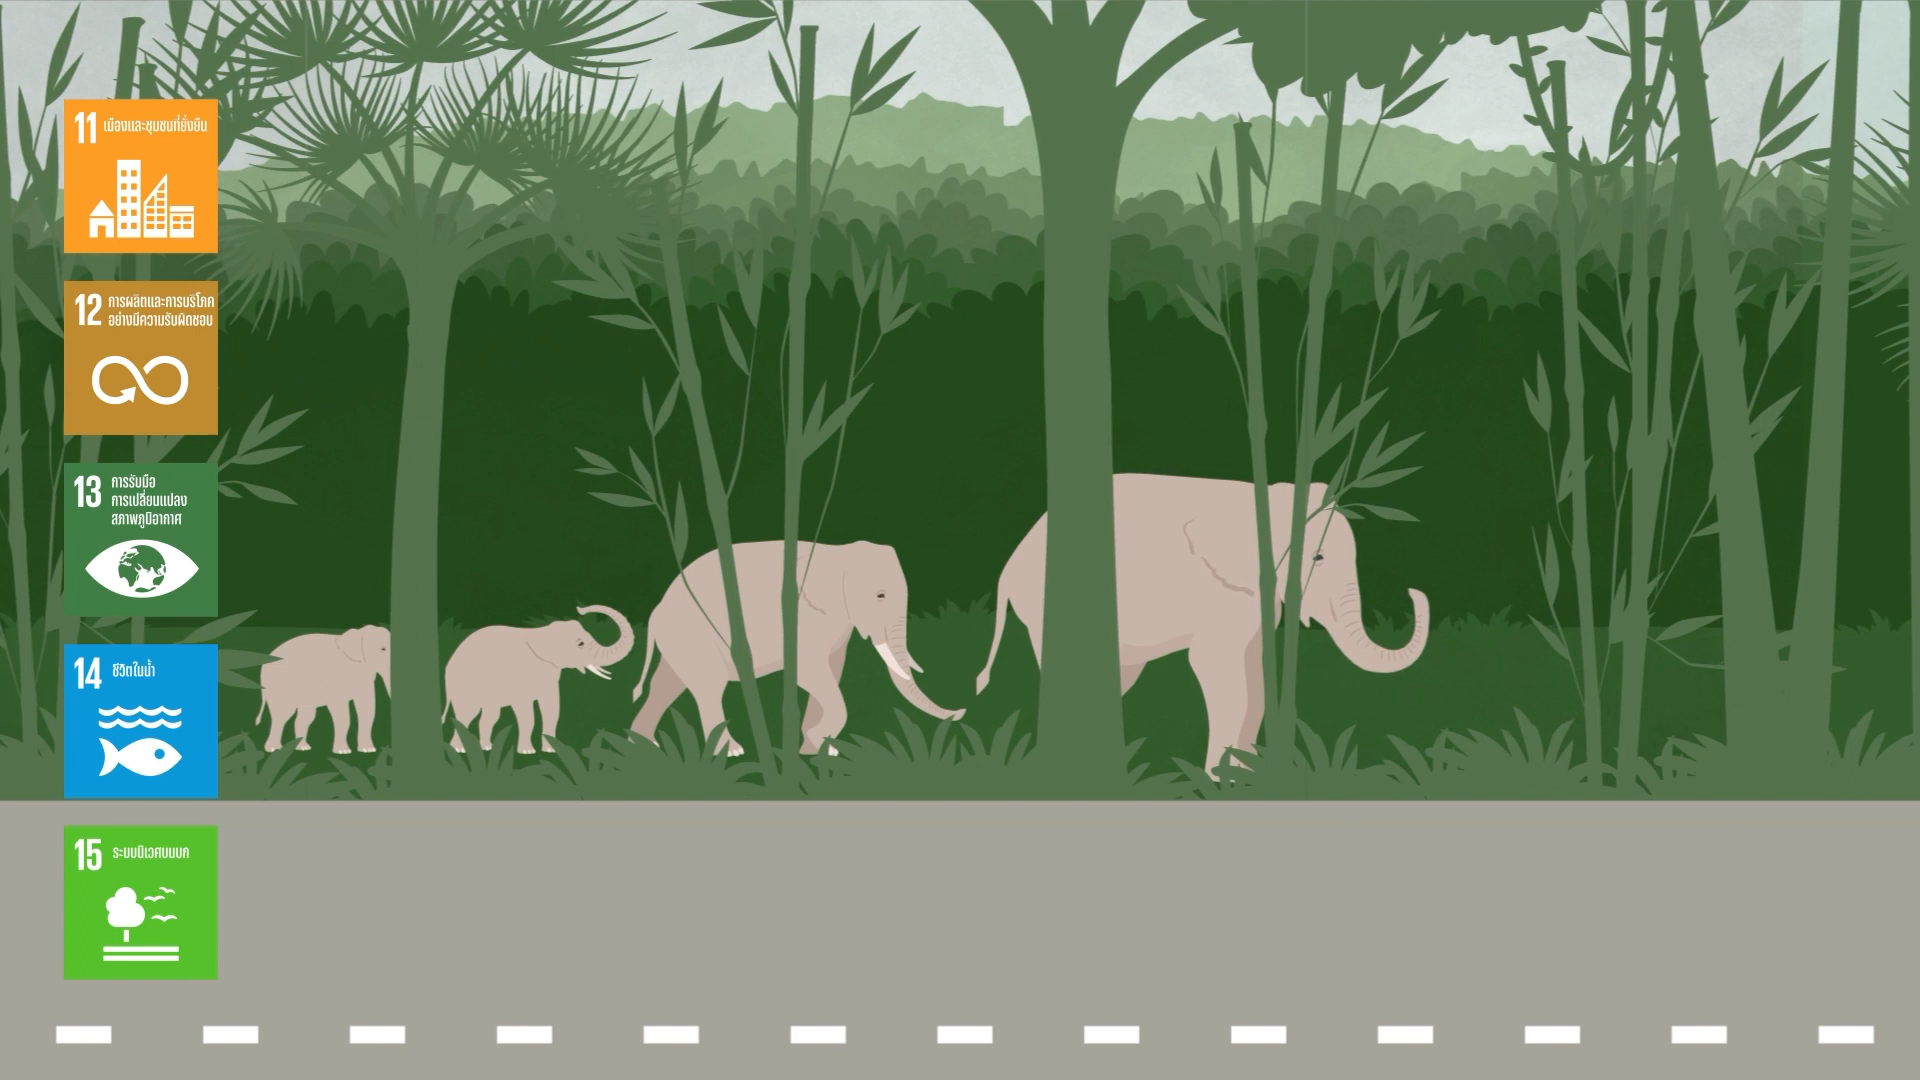 11 เมืองและชุมชนที่ยั่งยืน
12 การผลิตและการบริโภค
อย่างมีความรับผิดชอบ
13 การรับมือ
การเปลี่ยนแปลง
สภาพภูมิอากาศ
14 ชีวิตในน้ำ
15 ระบบนิเวศบนบก